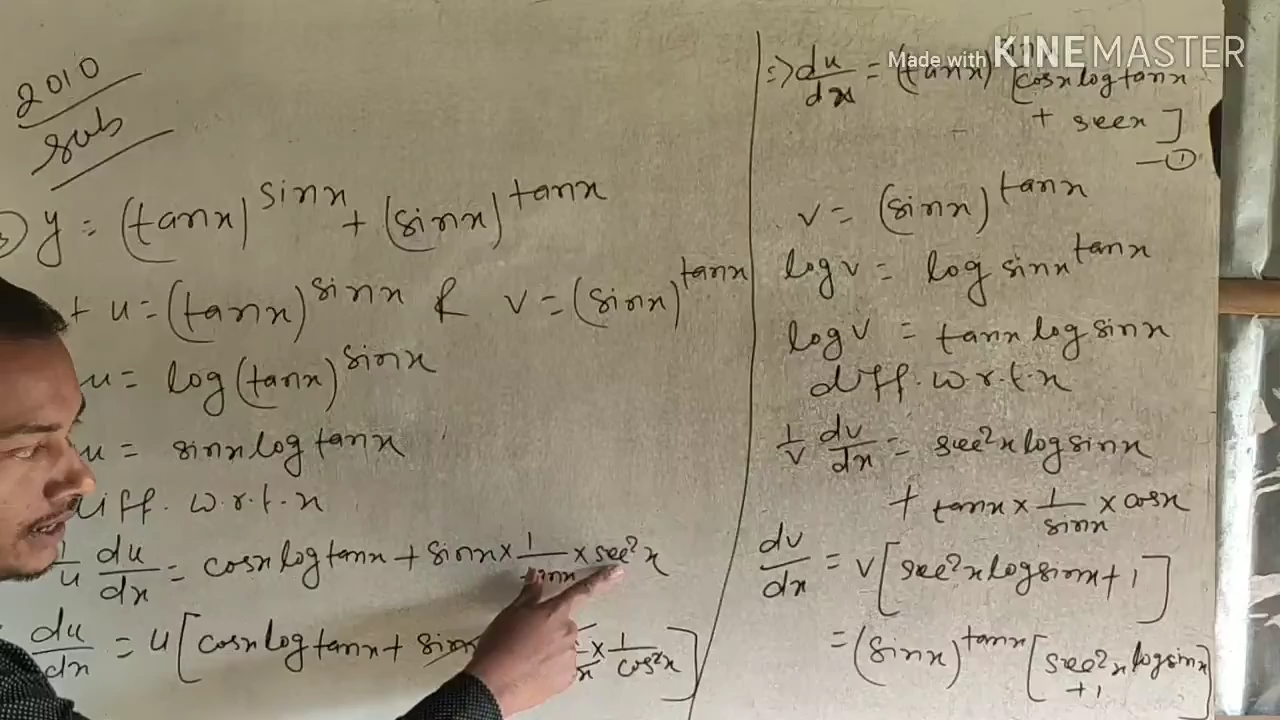 2010
sub
y = (tanx)^sinx + (sinx)^tanx
u = (tanx)^sinx & v = (sinx)^tanx
u = log(tanx)^sinx
u = sinx log tanx
diff. w.r.t. x
1/u du/dx = cosx log tanx + sinx × 1/tanx × sec²x
du/dx = u[cosx log tanx + sinx × 1/cos²x]
Made with KINEMASTER
=> du/dx = (tanx)^sinx [cosx log tanx
+ secx]
—①
v = (sinx)^tanx
log v = log sinx^tanx
log v = tanx log sinx
diff. w.r.t. x
1/v dv/dx = sec²x log sinx
+ tanx × 1/sinx × cosx
dv/dx = v[sec²x log sinx + 1]
= (sinx)^tanx [sec²x log sinx
+ 1]